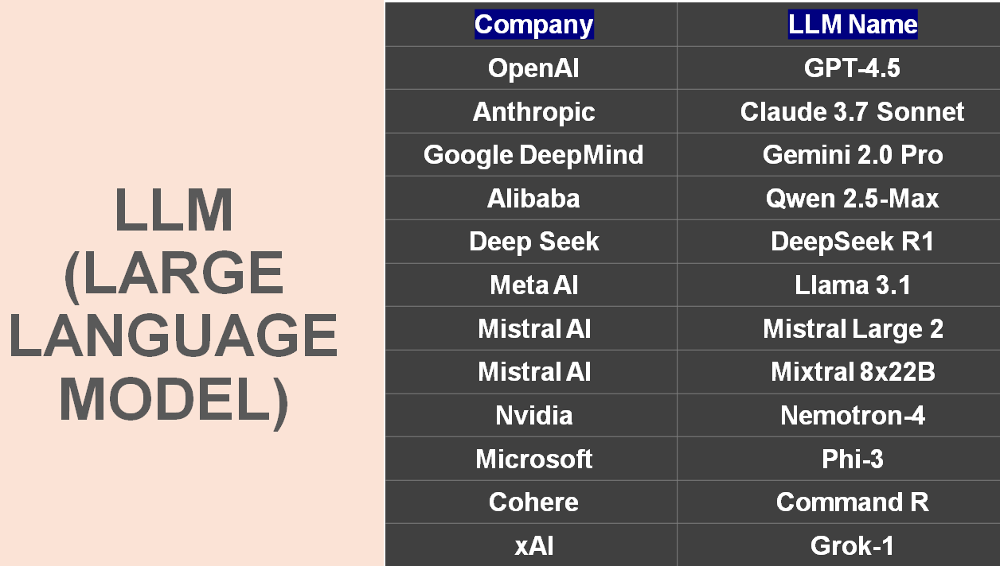 LLM
(LARGE
LANGUAGE
MODEL)
Company LLM Name
OpenAI GPT-4.5
Anthropic Claude 3.7 Sonnet
Google DeepMind Gemini 2.0 Pro
Alibaba Qwen 2.5-Max
Deep Seek DeepSeek R1
Meta AI Llama 3.1
Mistral AI Mistral Large 2
Mistral AI Mixtral 8x22B
Nvidia Nemotron-4
Microsoft Phi-3
Cohere Command R
xAI Grok-1